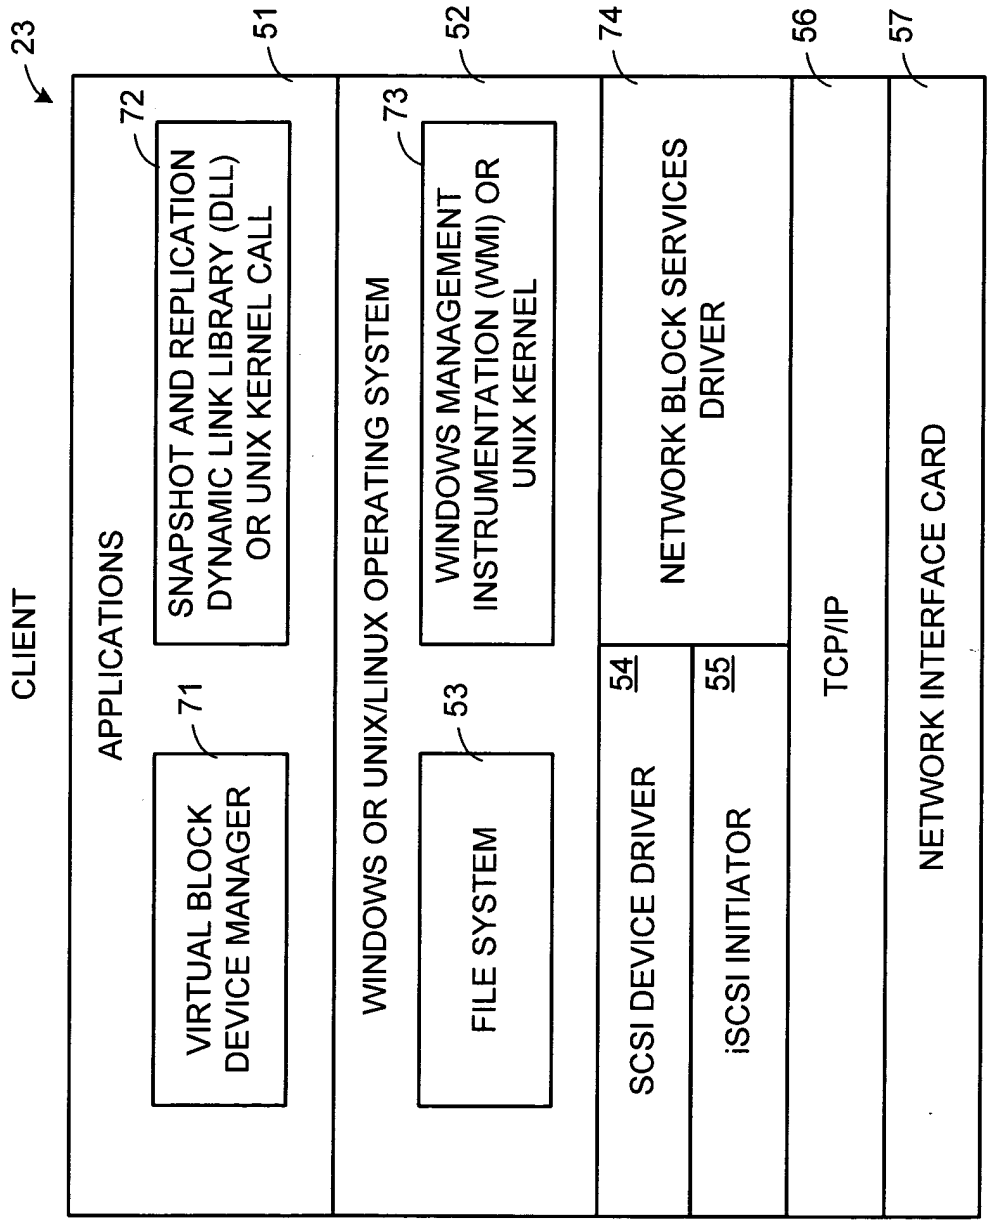 CLIENT
23
APPLICATIONS
51
VIRTUAL BLOCK
DEVICE MANAGER
71
SNAPSHOT AND REPLICATION
DYNAMIC LINK LIBRARY (DLL)
OR UNIX KERNEL CALL
72
WINDOWS OR UNIX/LINUX OPERATING SYSTEM
52
FILE SYSTEM
53
WINDOWS MANAGEMENT
INSTRUMENTATION (WMI) OR
UNIX KERNEL
73
SCSI DEVICE DRIVER
54
iSCSI INITIATOR
55
NETWORK BLOCK SERVICES
DRIVER
74
TCP/IP
56
NETWORK INTERFACE CARD
57